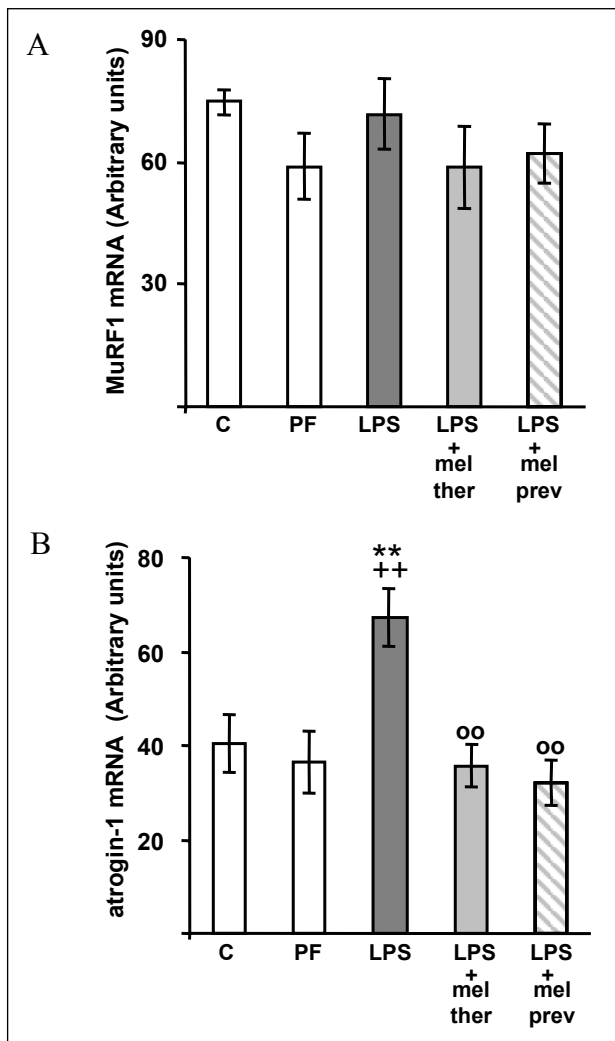 A
MuRF1 mRNA (Arbitrary units)
90
60
30
C PF LPS LPS LPS
+ +
mel mel
ther prev
B
atrogin-1 mRNA (Arbitrary units)
80
60
40
20
**
++
oo
oo
C PF LPS LPS LPS
+ +
mel mel
ther prev